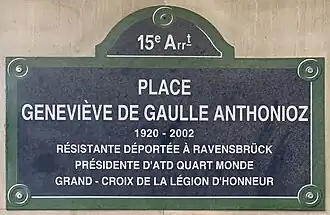 15e Arrt
PLACE
GENEVIÈVE DE GAULLE ANTHONIOZ
1920 - 2002
RÉSISTANTE DÉPORTÉE À RAVENSBRÜCK
PRÉSIDENTE D'ATD QUART MONDE
GRAND - CROIX DE LA LÉGION D'HONNEUR